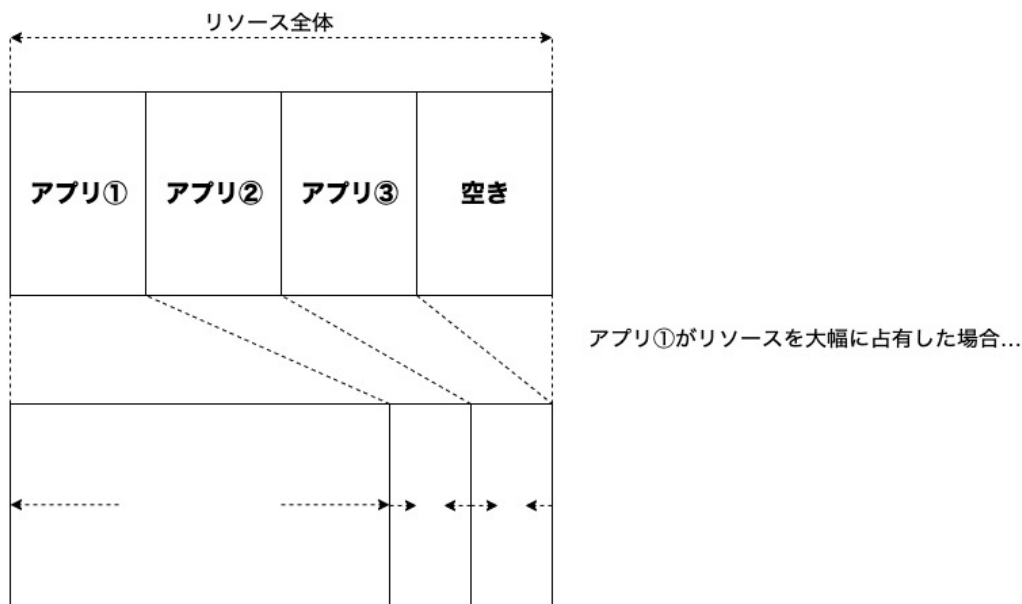 リソース全体
アプリ①
アプリ②
アプリ③
空き
アプリ①がリソースを大幅に占有した場合…